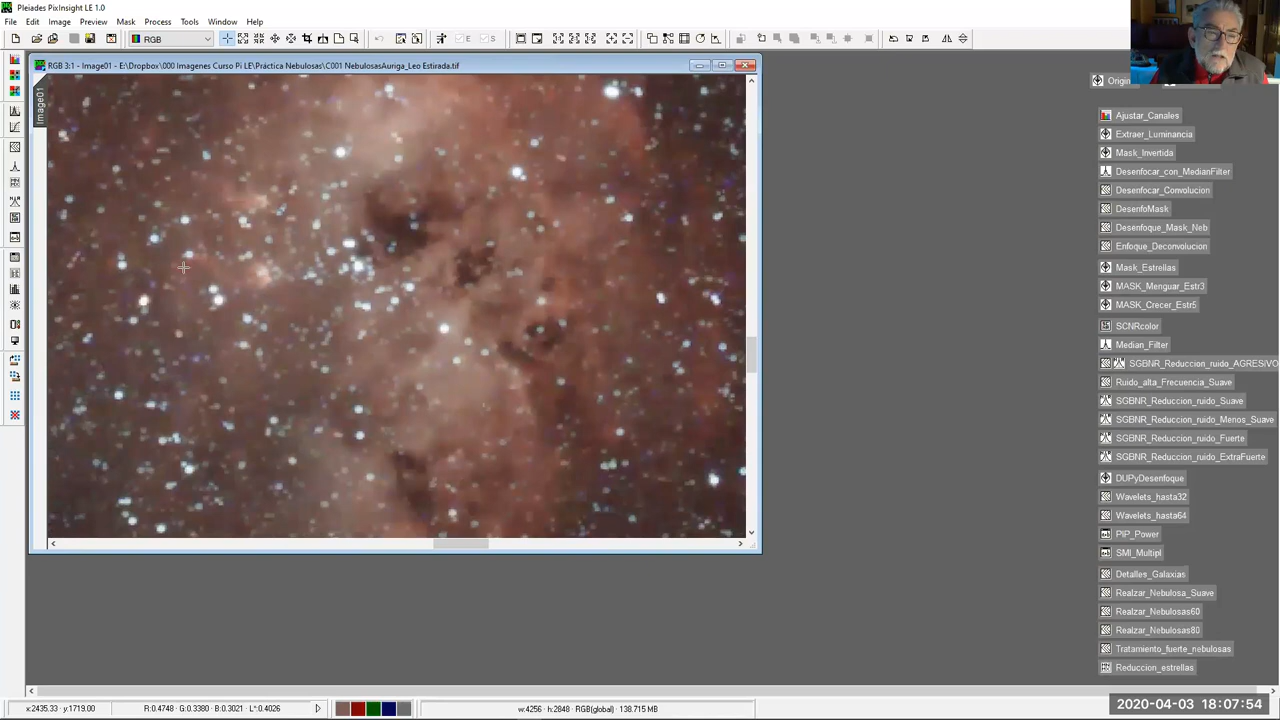 Pleiades PixInsight LE 1.0
File Edit Image Preview Mask Process Tools Window Help
RGB
E S
RGB 3:1 - Image01 - E:\Dropbox\000 Imagenes Curso Pi LE\Práctica Nebulosas\C001 NebulosasAuriga_Leo Estirada.tif
Image01
Origin
Ajustar_Canales
Extraer_Luminancia
Mask_Invertida
Desenfocar_con_MedianFilter
Desenfocar_Convolucion
DesenfoMask
Desenfoque_Mask_Neb
Enfoque_Deconvolucion
Mask_Estrellas
MASK_Menguar_Estr3
MASK_Crecer_Estr5
SCNRcolor
Median_Filter
SGBNR_Reduccion_ruido_AGRESiVO
Ruido_alta_Frecuencia_Suave
SGBNR_Reduccion_ruido_Suave
SGBNR_Reduccion_ruido_Menos_Suave
SGBNR_Reduccion_ruido_Fuerte
SGBNR_Reduccion_ruido_ExtraFuerte
DUPyDesenfoque
Wavelets_hasta32
Wavelets_hasta64
PIP_Power
SMI_Multipl
Detalles_Galaxias
Realzar_Nebulosa_Suave
Realzar_Nebulosas60
Realzar_Nebulosas80
Tratamiento_fuerte_nebulosas
Reduccion_estrellas
x:2435.33 y:1719.00 R:0.4748 G:0.3380 B:0.3021 L*:0.4026 w:4256 h:2848 RGB(global) 138.715 MB
2020-04-03 18:07:54